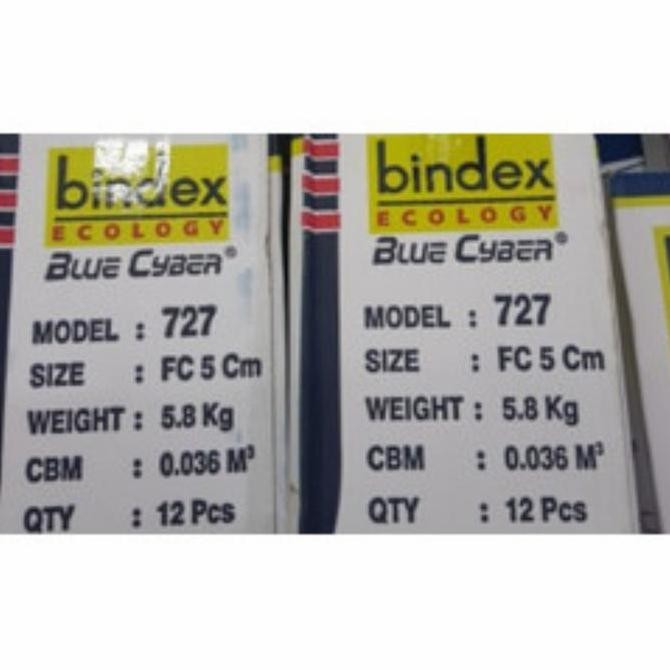 bindex
ECOLOGY
BLUE CYBER®
MODEL : 727
SIZE : FC 5 Cm
WEIGHT : 5.8 Kg
CBM : 0.036 M³
QTY : 12 Pcs
bindex
ECOLOGY
BLUE CYBER®
MODEL : 727
SIZE : FC 5 Cm
WEIGHT : 5.8 Kg
CBM : 0.036 M³
QTY : 12 Pcs